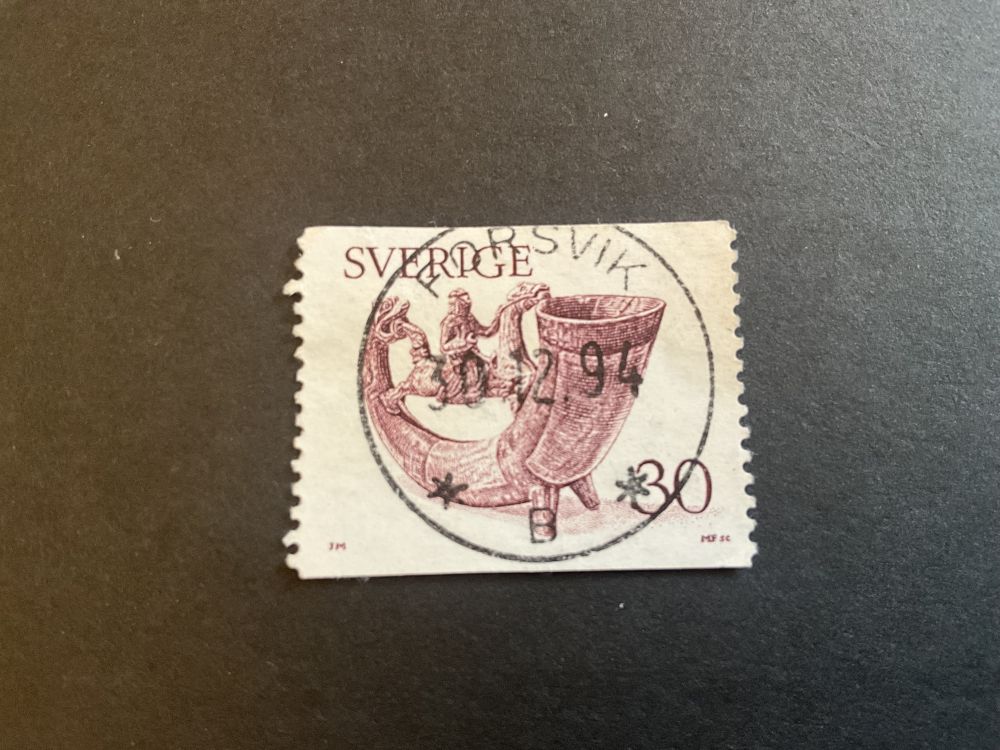 FORSVIK
SVERIGE
30.12.94
30
B
JM
MF sc